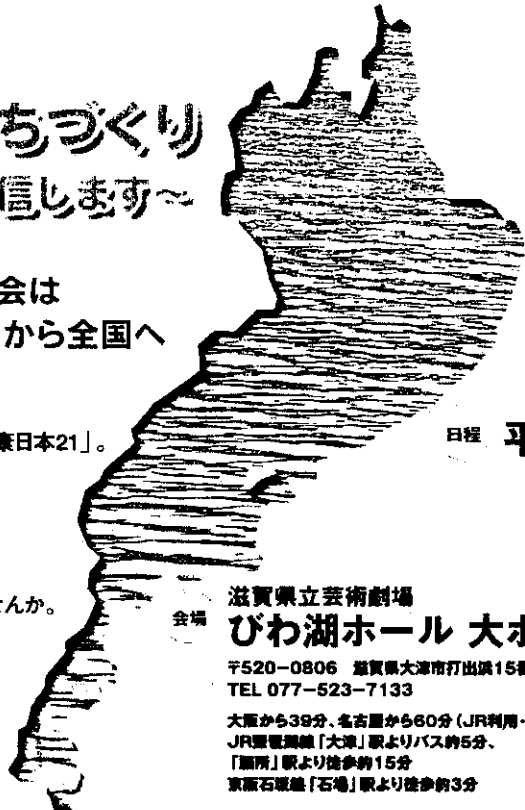 ちづくり
信します～
会は
から全国へ
康日本21」。
日程 平
せんか。
会場
滋賀県立芸術劇場
びわ湖ホール 大ホ
〒520-0806 滋賀県大津市打出浜15番
TEL 077-523-7133
大阪から39分、名古屋から60分(JR利用・
JR琵琶湖線「大津」駅よりバス約5分、
「膳所」駅より徒歩約15分
京阪石坂線「石場」駅より徒歩約3分